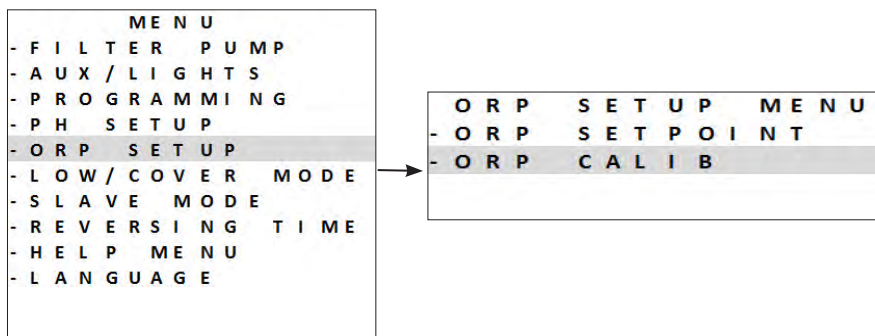 MENU
- FILTER PUMP
- AUX/LIGHTS
- PROGRAMMING
- PH SETUP
- ORP SETUP
- LOW/COVER MODE
- SLAVE MODE
- REVERSING TIME
- HELP MENU
- LANGUAGE
ORP SETUP MENU
- ORP SETPOINT
- ORP CALIB